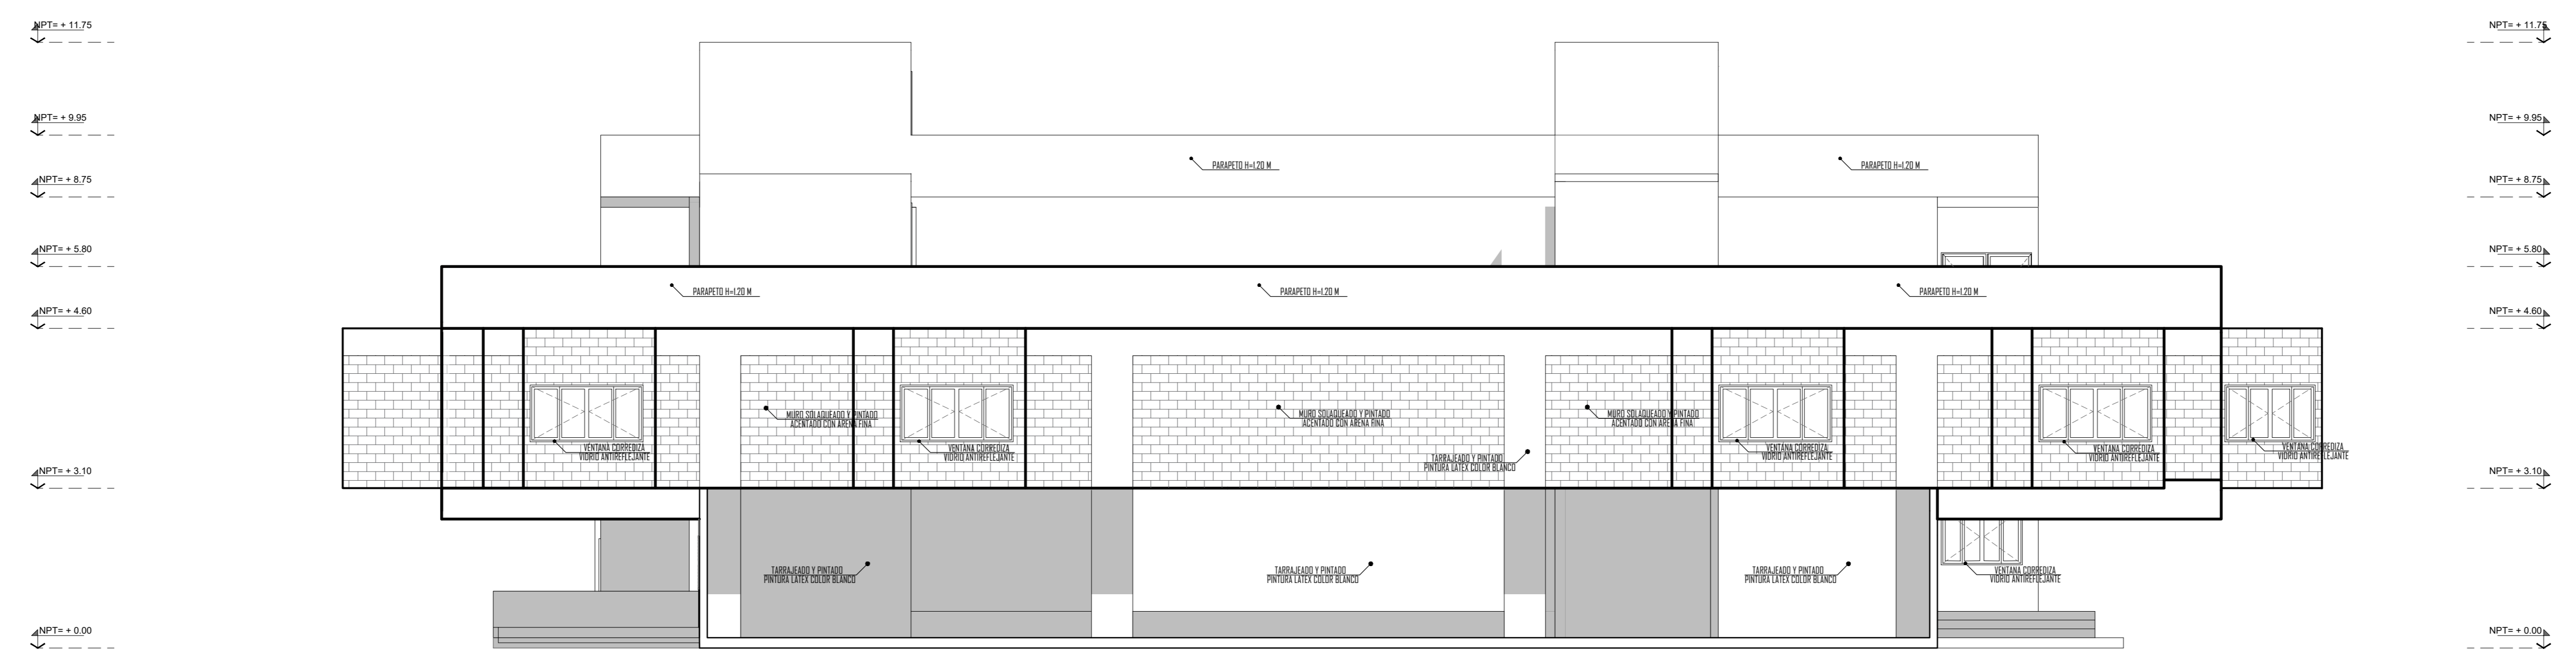 NPT= + 11.75
NPT= + 11.75
NPT= + 9.95
NPT= + 9.95
PARAPETO H=1.20 M
PARAPETO H=1.20 M
NPT= + 8.75
NPT= + 8.75
NPT= + 5.80
NPT= + 5.80
PARAPETO H=1.20 M
PARAPETO H=1.20 M
PARAPETO H=1.20 M
NPT= + 4.60
NPT= + 4.60
MURO SOLAQUEADO Y PINTADO
ACENTADO CON ARENA FINA
MURO SOLAQUEADO Y PINTADO
ACENTADO CON ARENA FINA
MURO SOLAQUEADO Y PINTADO
ACENTADO CON ARENA FINA
VENTANA CORREDIZA
VIDRIO ANTIREFLEJANTE
VENTANA CORREDIZA
VIDRIO ANTIREFLEJANTE
TARRAJEADO Y PINTADO
PINTURA LATEX COLOR BLANCO
VENTANA CORREDIZA
VIDRIO ANTIREFLEJANTE
VENTANA CORREDIZA
VIDRIO ANTIREFLEJANTE
VENTANA CORREDIZA
VIDRIO ANTIREFLEJANTE
NPT= + 3.10
NPT= + 3.10
TARRAJEADO Y PINTADO
PINTURA LATEX COLOR BLANCO
TARRAJEADO Y PINTADO
PINTURA LATEX COLOR BLANCO
TARRAJEADO Y PINTADO
PINTURA LATEX COLOR BLANCO
VENTANA CORREDIZA
VIDRIO ANTIREFLEJANTE
NPT= + 0.00
NPT= + 0.00